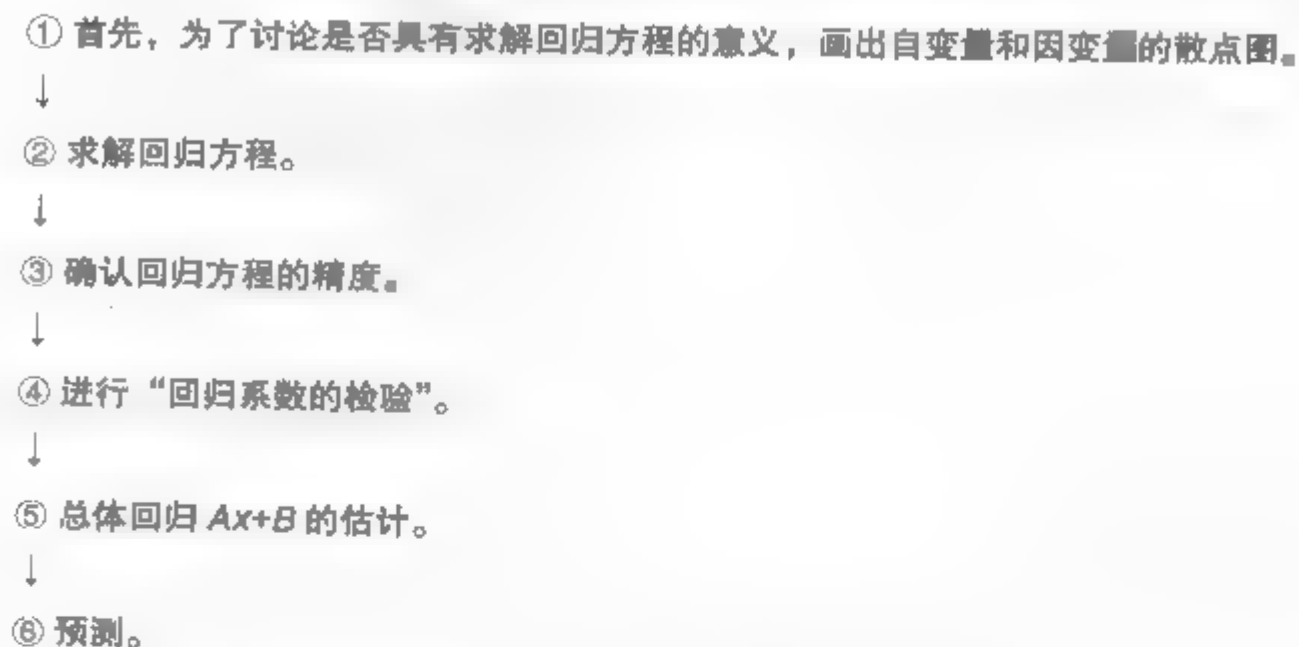 ① 首先，为了讨论是否具有求解回归方程的意义，画出自变量和因变量的散点图。
↓
② 求解回归方程。
↓
③ 确认回归方程的精度。
↓
④ 进行“回归系数的检验”。
↓
⑤ 总体回归 Ax+B 的估计。
↓
⑥ 预测。